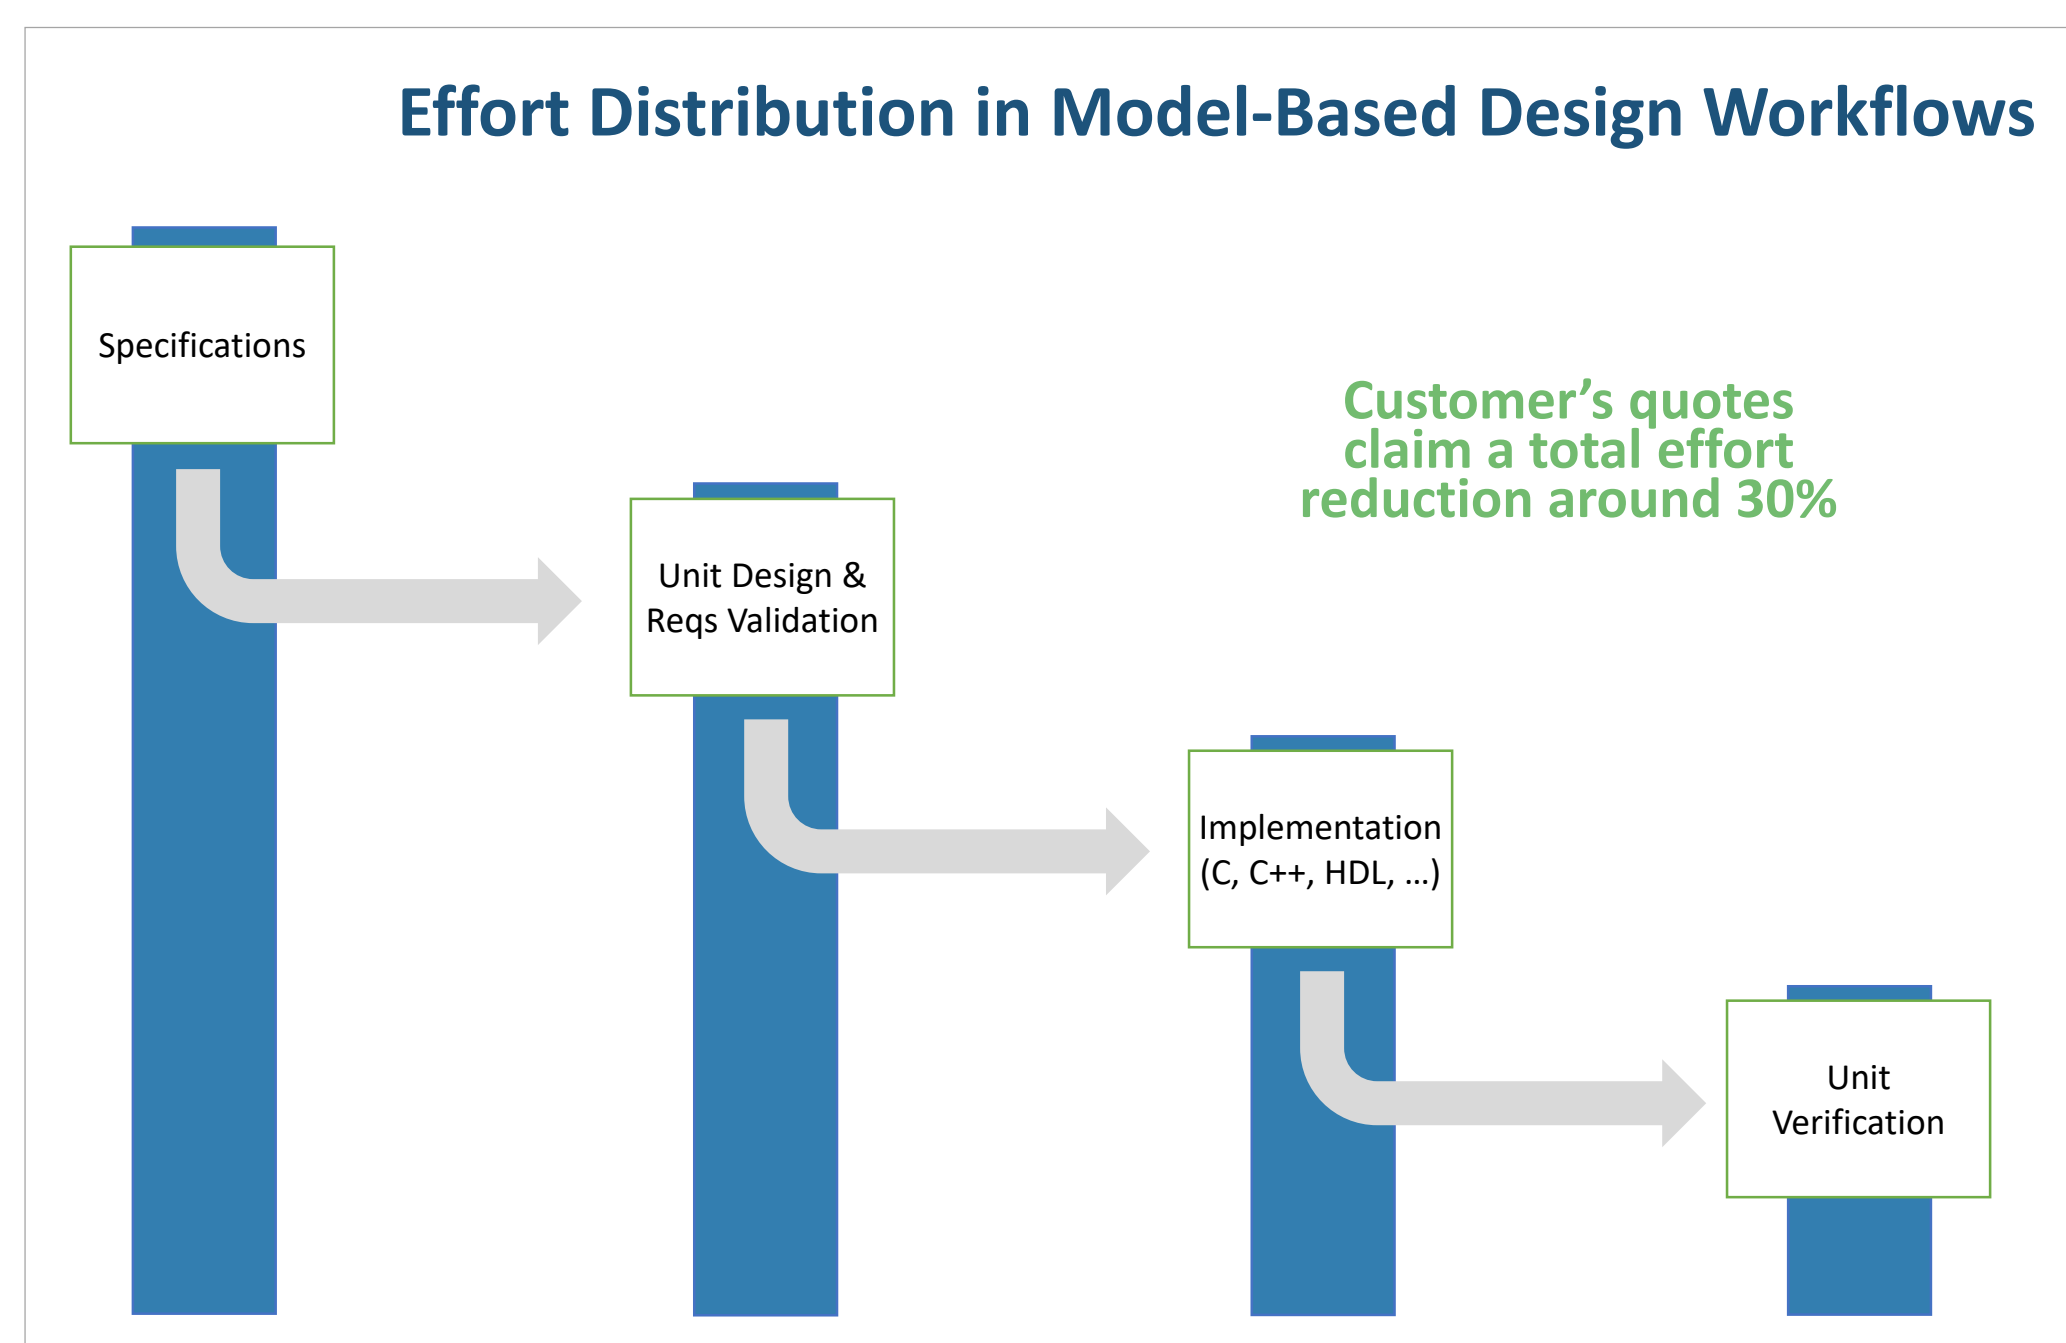 Effort Distribution in Model-Based Design Workflows
Specifications
Customer’s quotes
claim a total effort
reduction around 30%
Unit Design &
Reqs Validation
Implementation
(C, C++, HDL, …)
Unit
Verification